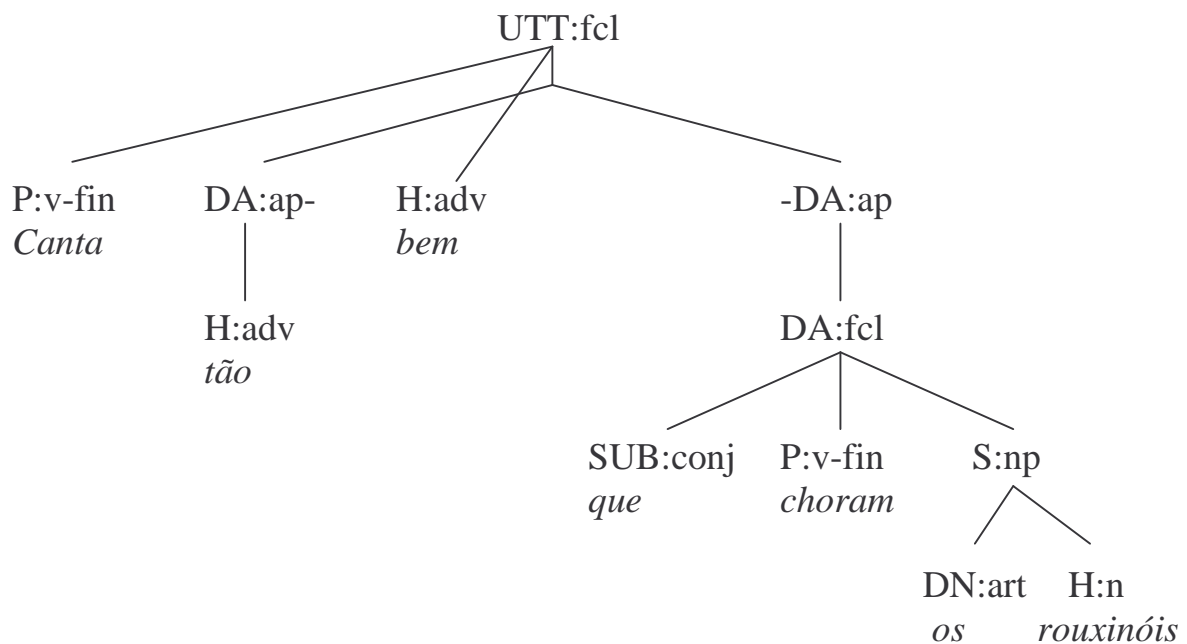 UTT:fcl
P:v-fin DA:ap- H:adv -DA:ap
Canta bem
H:adv DA:fcl
tão
SUB:conj P:v-fin S:np
que choram
DN:art H:n
os rouxinóis